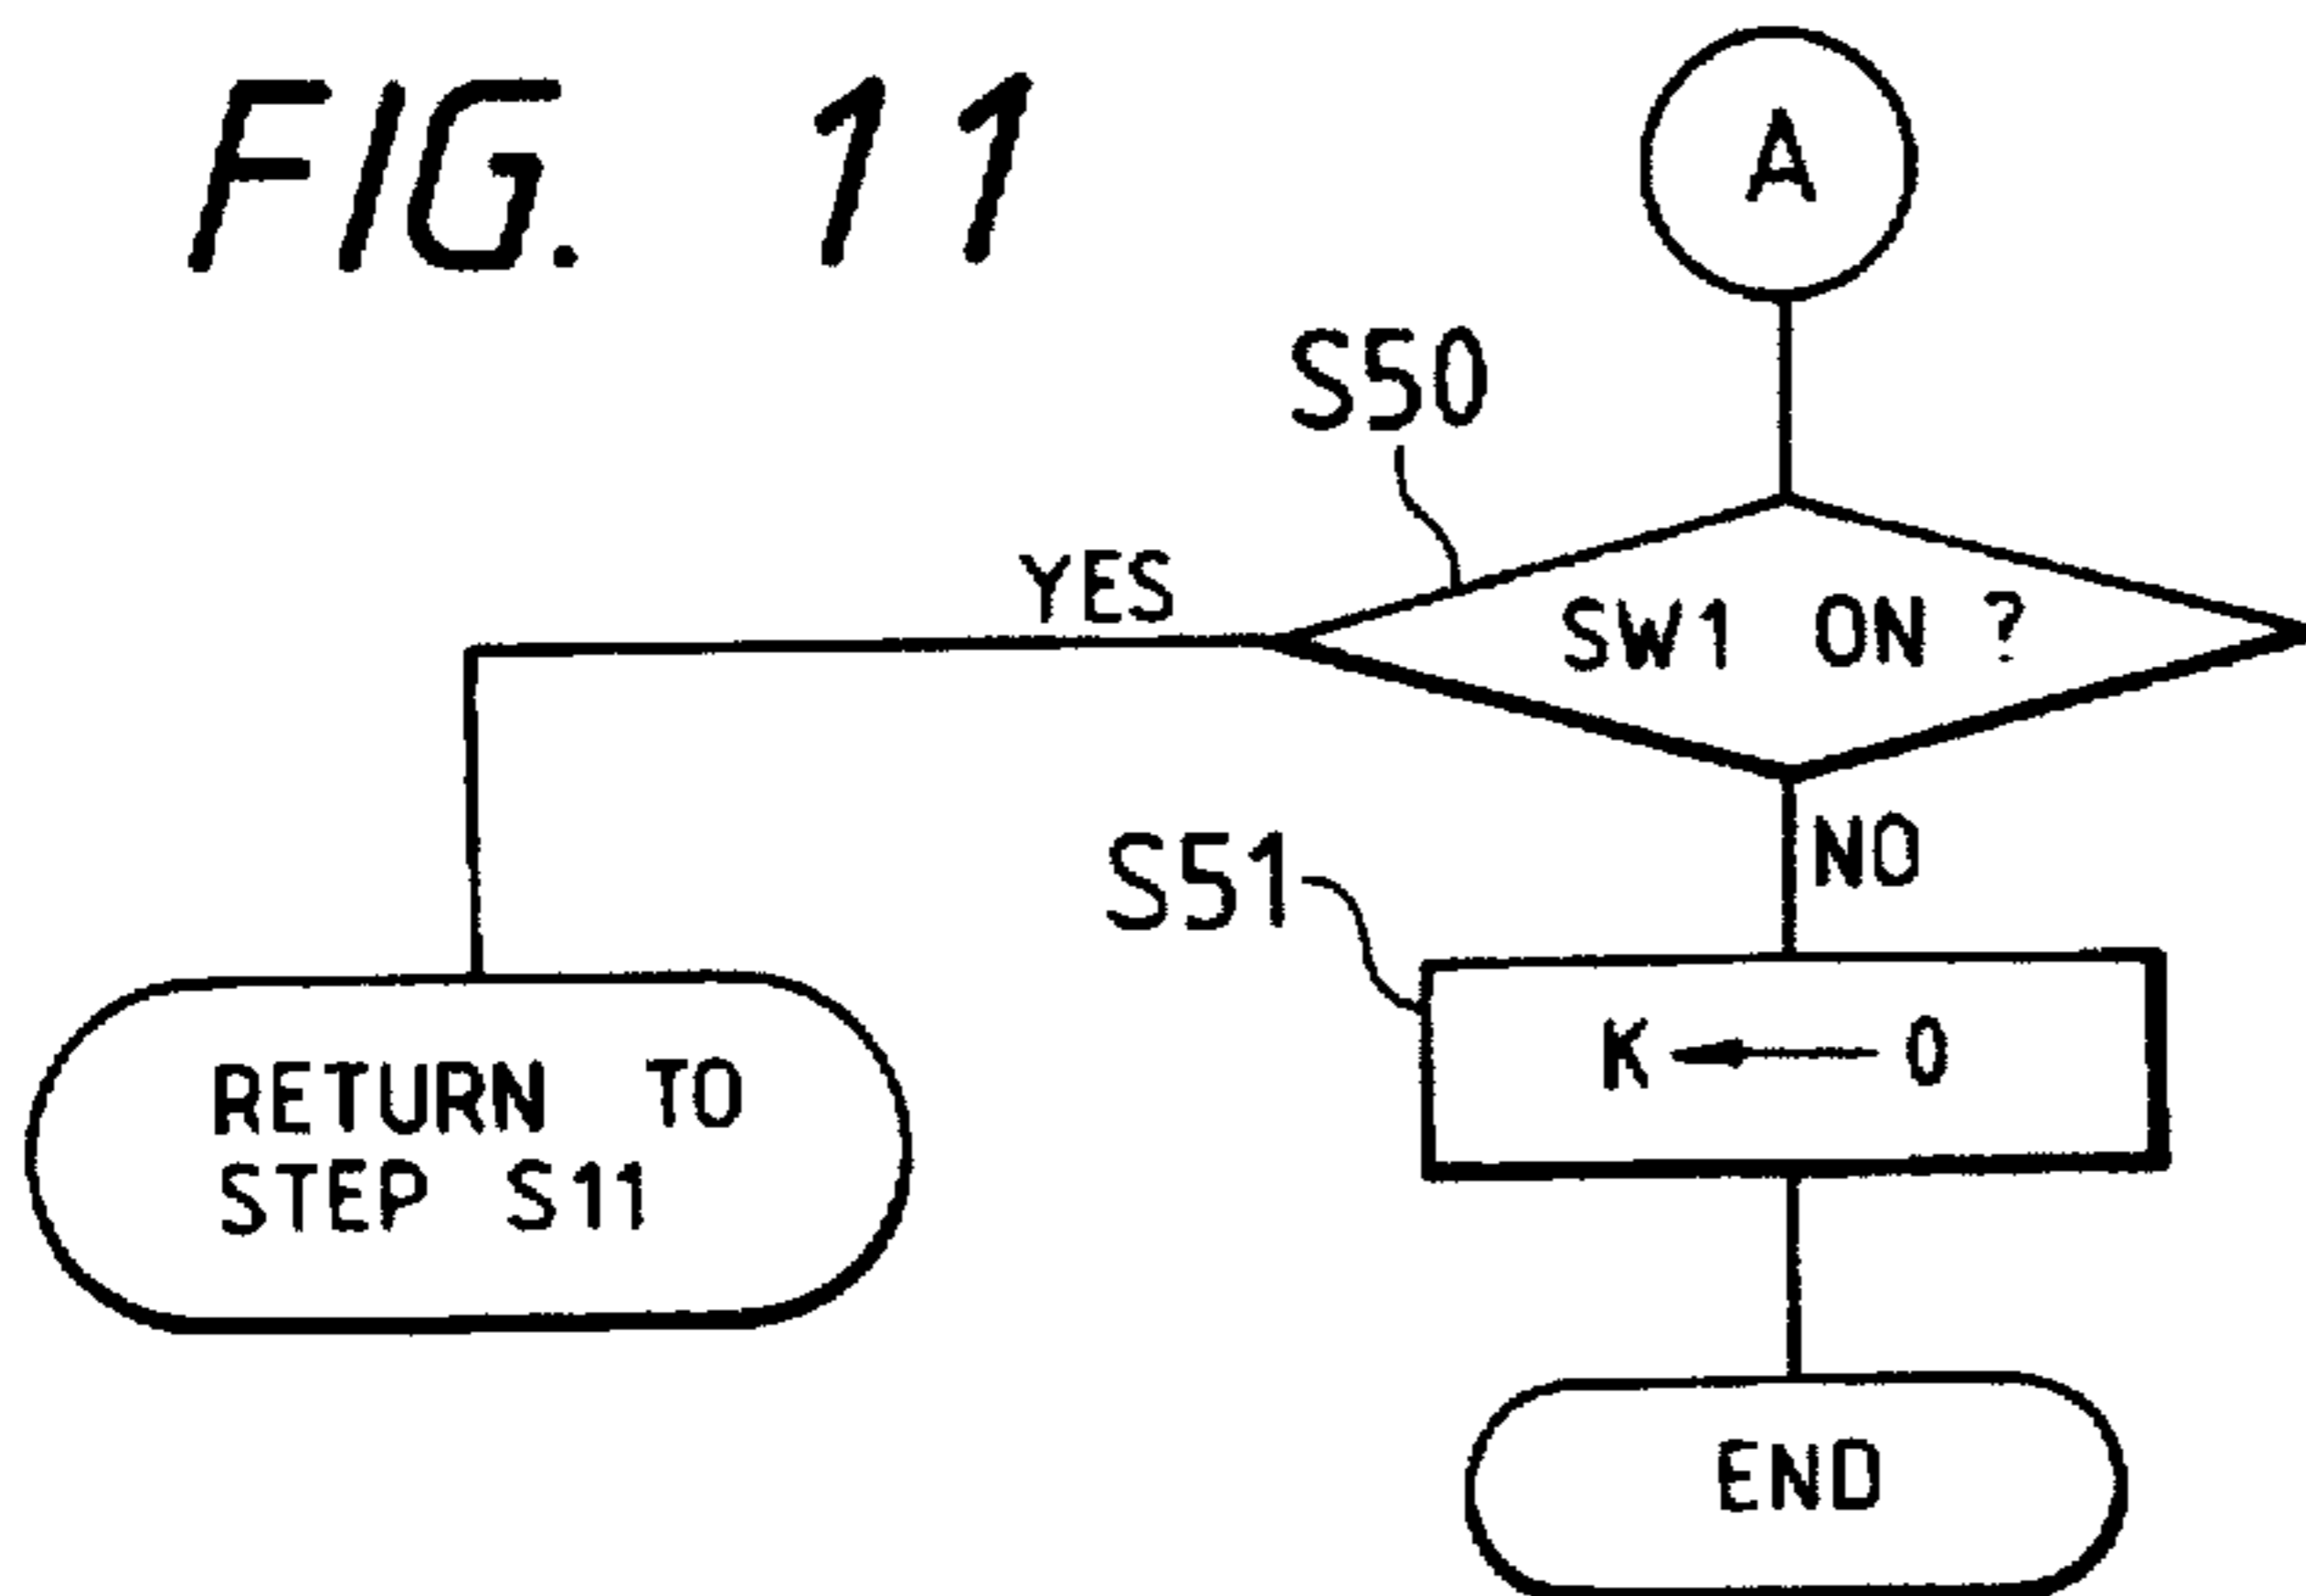 FIG. 11
A
S50
YES
SW1 ON ?
NO
S51
K ← 0
RETURN TO
STEP S11
END